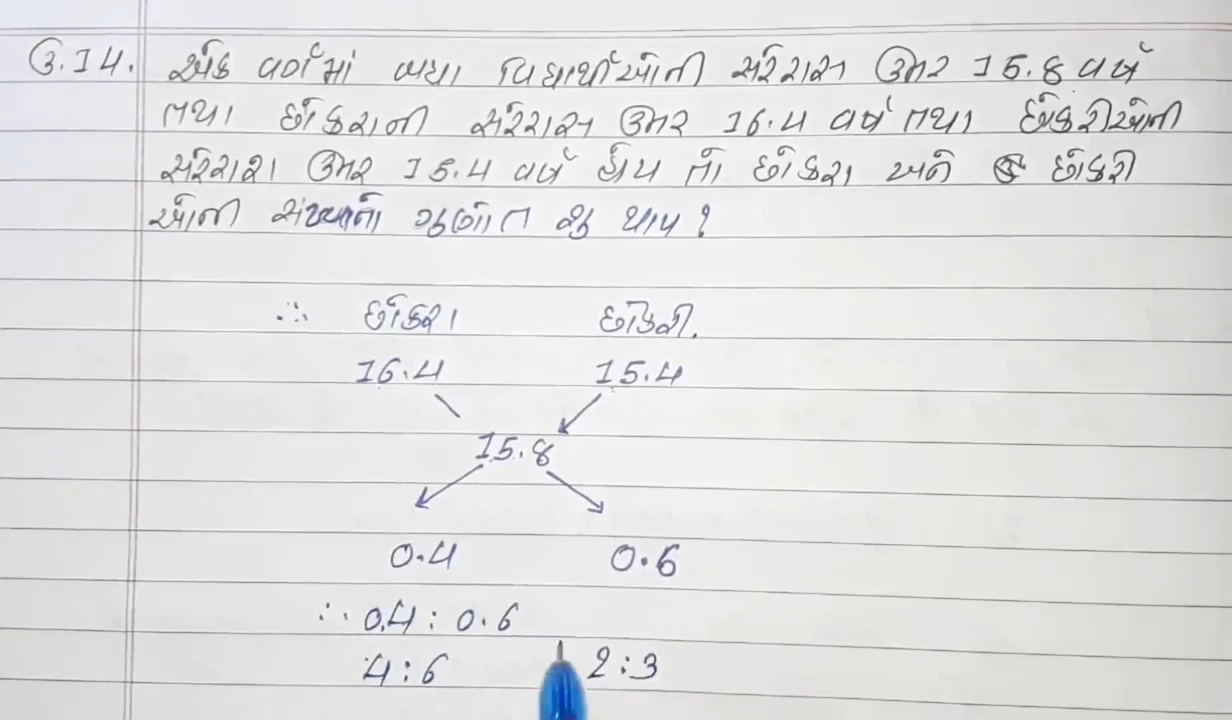 ઉ.14. એક વર્ગમાં બધા વિદ્યાર્થીઓની સરેરાશ ઊંમર 15.8 વર્ષ
તથા છોકરાની સરેરાશ ઊંમર 16.4 વર્ષ તથા છોકરીઓની
સરેરાશ ઊંમર 15.4 વર્ષ હોય તો છોકરા અને છોકરી
ઓની સંખ્યાનો ગુણોત્તર શું થાય ?
∴ છોકરા છોકરી.
16.4 15.4
15.8
0.4 0.6
∴ 0.4 : 0.6
4 : 6 2 : 3